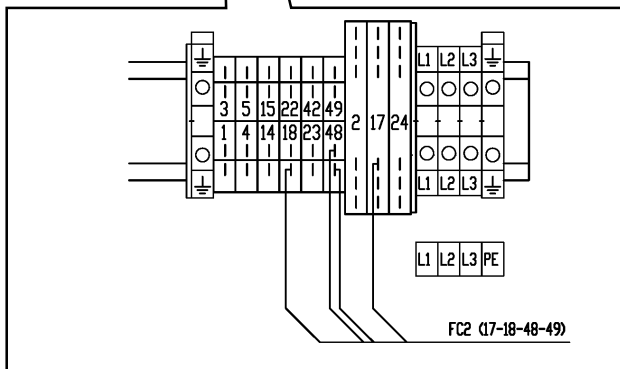 L1 L2 L3
3 5 15 22 42 49
1 4 14 18 23 48
2 17 24
L1 L2 L3
L1 L2 L3 PE
FC2 (17-18-48-49)